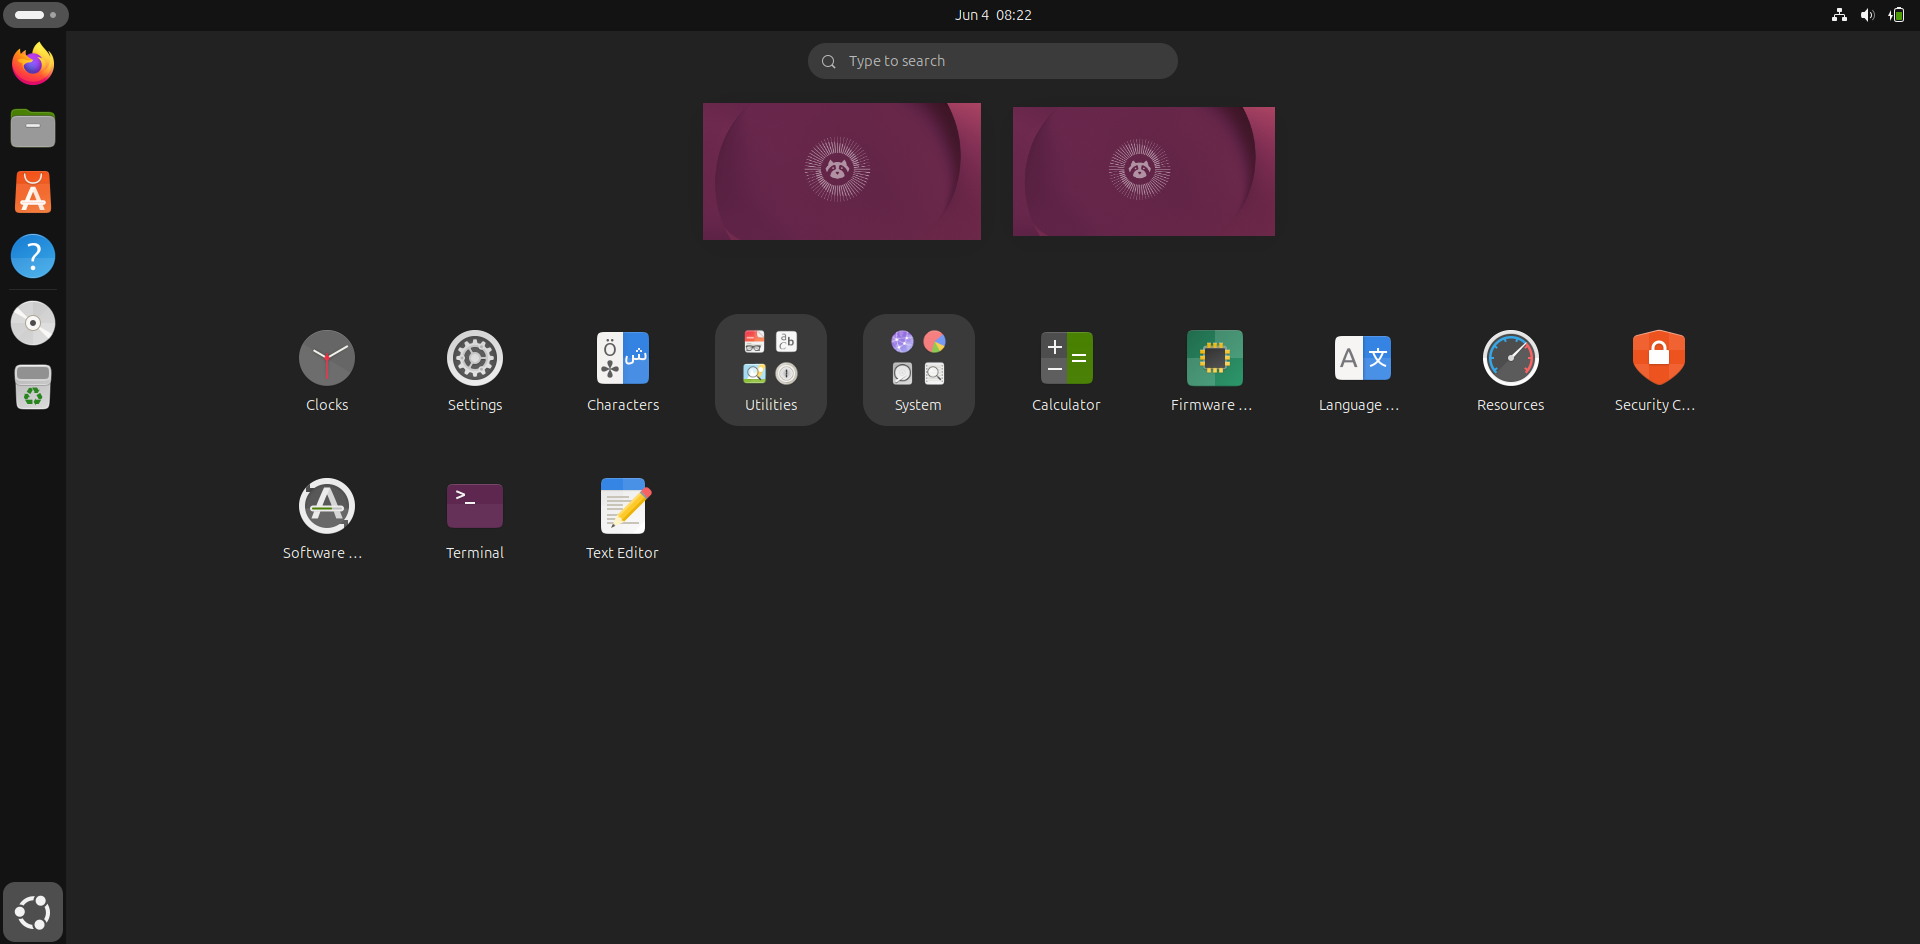 Jun 4 08:22
Type to search
Clocks
Settings
Characters
Utilities
System
Calculator
Firmware ...
Language ...
Resources
Security C...
Software ...
Terminal
Text Editor